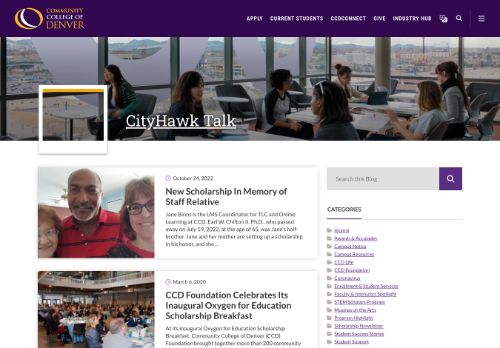 COMMUNITY
COLLEGE OF
DENVER
APPLY CURRENT STUDENTS CCDCONNECT GIVE INDUSTRY HUB
CityHawk Talk
October 24, 2022
New Scholarship In Memory of
Staff Relative
Jane Binns is the LMS Coordinator for TLC and Online
Learning at CCD. Earl W. Chilton II, Ph.D., who passed
away on July 19, 2022, at the age of 65, was Jane's half-
brother. Jane and her mother are setting up a scholarship
in his honor, and she ...
March 6, 2020
CCD Foundation Celebrates Its
Inaugural Oxygen for Education
Scholarship Breakfast
At its inaugural Oxygen for Education Scholarship
Breakfast, Community College of Denver (CCD)
Foundation brought together more than 200 community
Search this Blog
CATEGORIES
Alumni
Awards & Accolades
Campus Notice
Campus Resources
CCD Life
CCD Foundation
Coronavirus
Enrollment & Student Services
Faculty & Instructor Spotlight
STEM Scholars Program
Musings on the Arts
Program Highlight
Scholarship Newsletter
Student Success Stories
Student Support